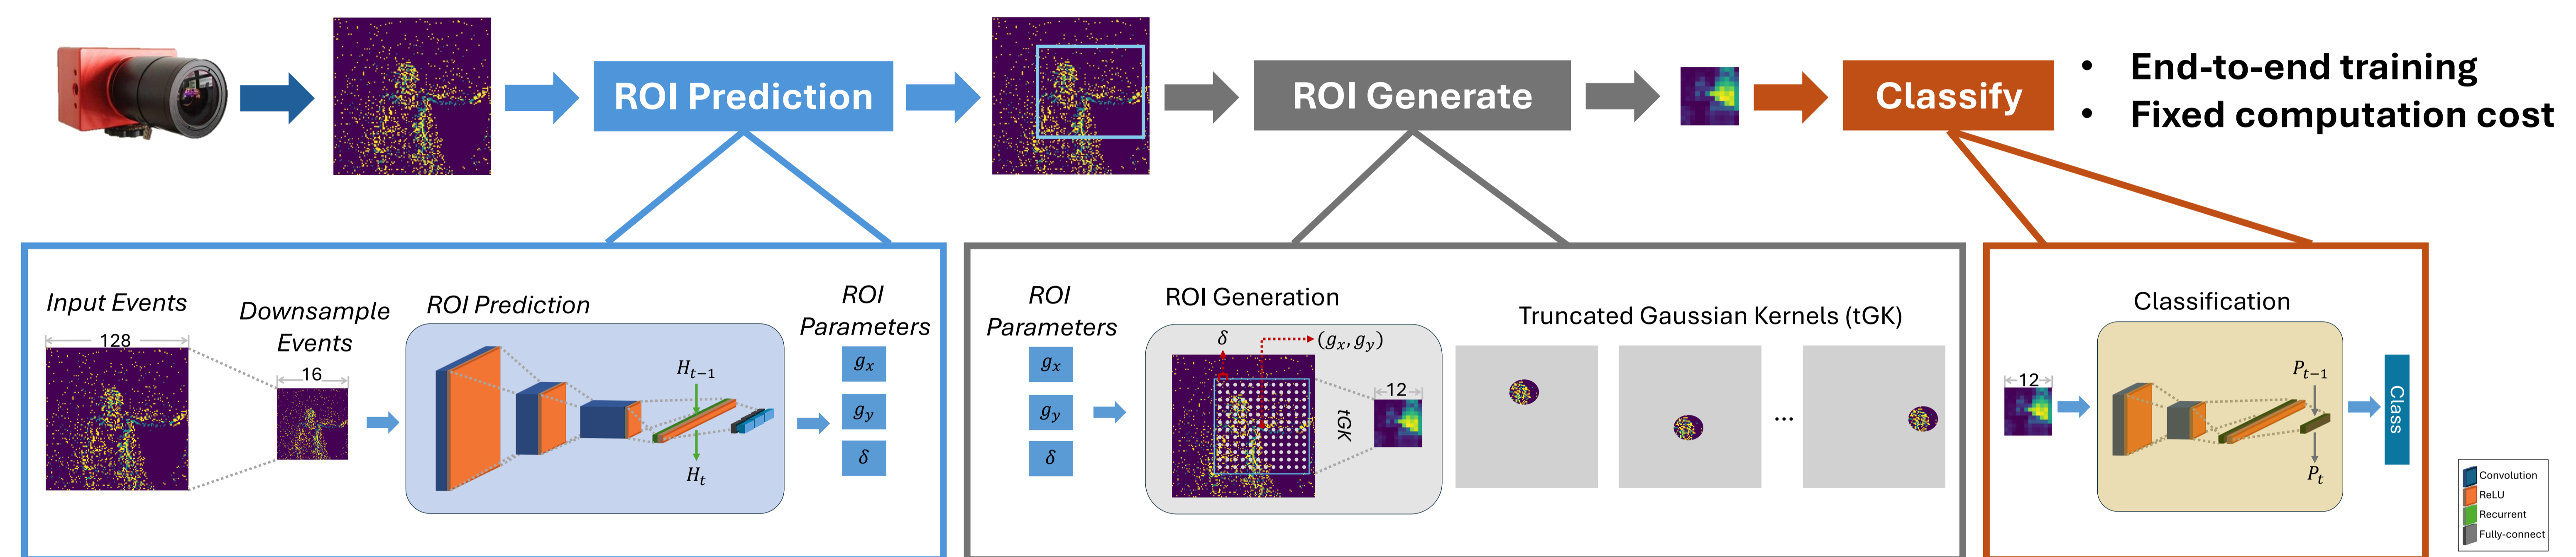 ROI Prediction
ROI Generate
Classify
• End-to-end training
• Fixed computation cost
Input Events
128
Downsample
Events
16
ROI Prediction
H_{t−1}
H_t
ROI
Parameters
g_x
g_y
δ
ROI
Parameters
g_x
g_y
δ
ROI Generation
δ
(g_x, g_y)
tGK
12
Truncated Gaussian Kernels (tGK)
...
12
Classification
P_{t−1}
P_t
Class
Convolution
ReLU
Recurrent
Fully-connect